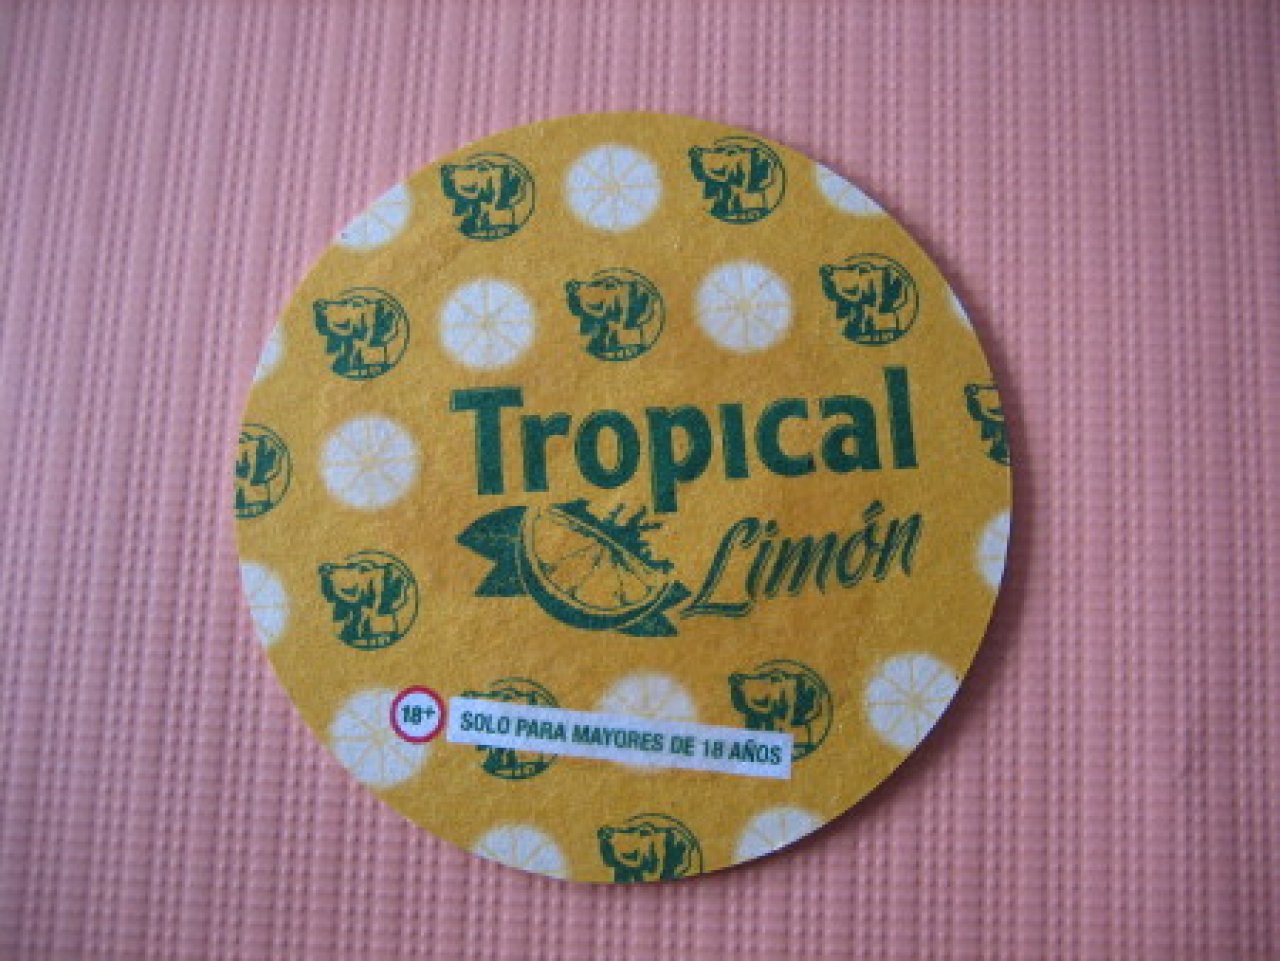 Tropical
Limón
18+ SOLO PARA MAYORES DE 18 AÑOS